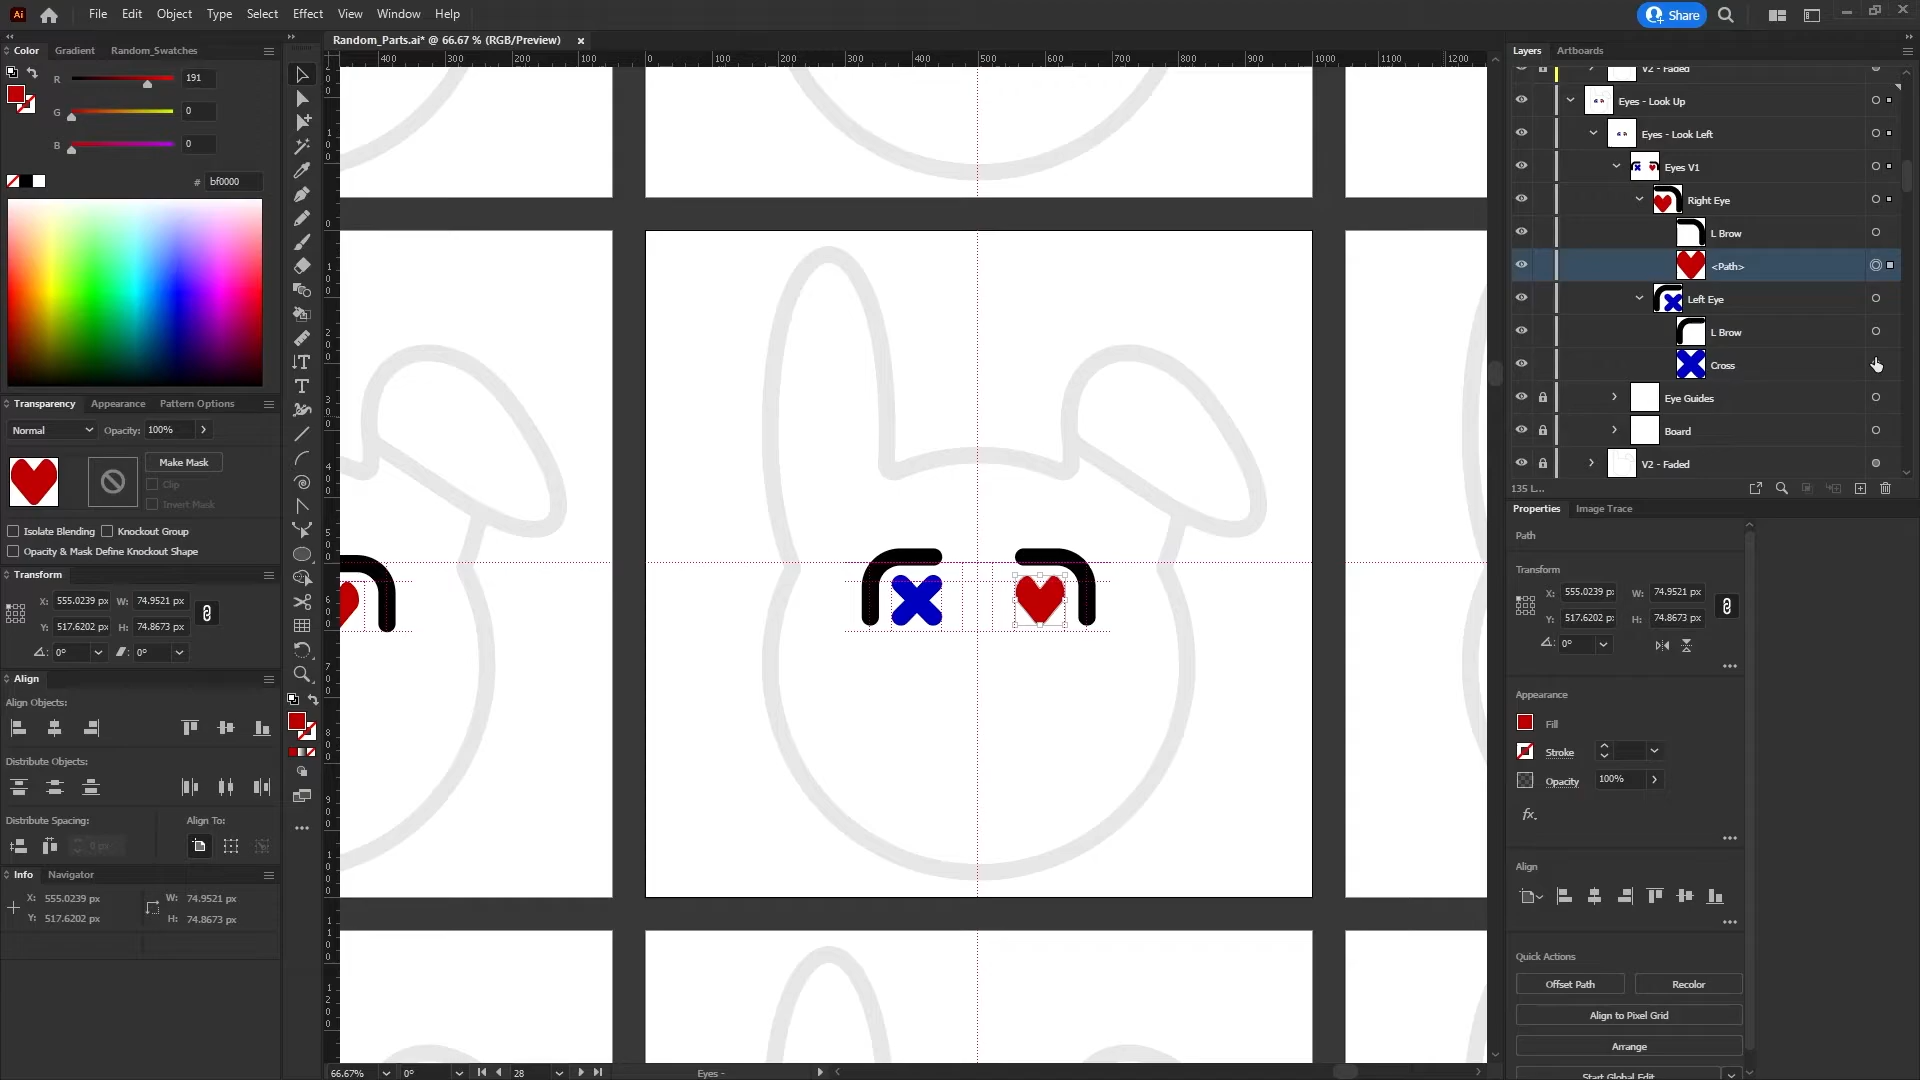 Ai File Edit Object Type Select Effect View Window Help
Share
Random_Parts.ai* @ 66.67 % (RGB/Preview)
Color Gradient Random_Swatches
R 191
G 0
B 0
# bf0000
Transparency Appearance Pattern Options
Normal Opacity: 100%
Make Mask
Clip
Invert Mask
Isolate Blending Knockout Group
Opacity & Mask Define Knockout Shape
Transform
X: 555.0239 px W: 74.9521 px
Y: 517.6202 px H: 74.8673 px
0° 0°
Align
Align Objects:
Distribute Objects:
Distribute Spacing: Align To:
0 px
Info Navigator
X: 555.0239 px W: 74.9521 px
Y: 517.6202 px H: 74.8673 px
400 300 200 100 0 100 200 300 400 500 600 700 800 900 1000 1100 1200
66.67% 0° 28 Eyes -
Layers Artboards
V2 - Faded
Eyes - Look Up
Eyes - Look Left
Eyes V1
Right Eye
L Brow
<Path>
Left Eye
L Brow
Cross
Eye Guides
Board
V2 - Faded
135 L...
Properties Image Trace
Path
Transform
X: 555.0239 px W: 74.9521 px
Y: 517.6202 px H: 74.8673 px
0°
Appearance
Fill
Stroke
Opacity 100%
fx.
Align
Quick Actions
Offset Path Recolor
Align to Pixel Grid
Arrange
Start Global Edit